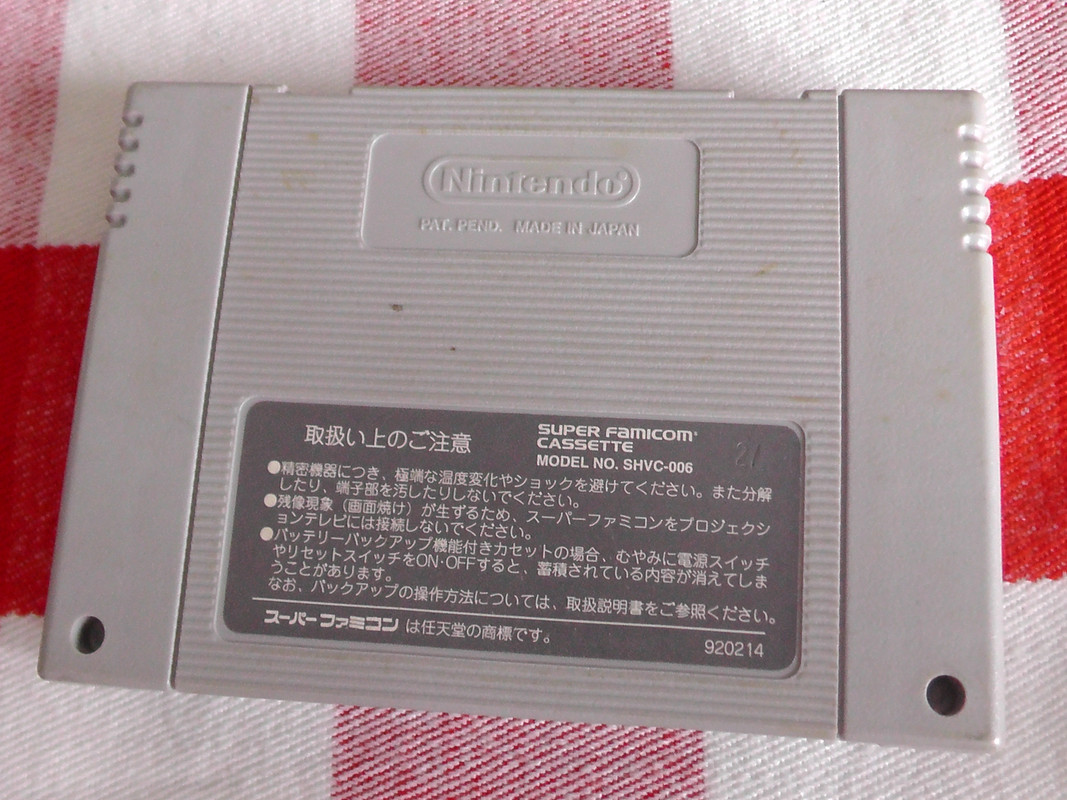 Nintendo®
PAT. PEND. MADE IN JAPAN
取扱い上のご注意
SUPER FAMICOM®
CASSETTE
MODEL NO. SHVC-006
27
●精密機器につき、極端な温度変化やショックを避けてください。また分解
したり、端子部を汚したりしないでください。
●残像現象（画面焼け）が生ずるため、スーパーファミコンをプロジェクシ
ョンテレビには接続しないでください。
●バッテリーバックアップ機能付きカセットの場合、むやみに電源スイッチ
やリセットスイッチをON・OFFすると、蓄積されている内容が消えてしま
うことがあります。
なお、バックアップの操作方法については、取扱説明書をご参照ください。
スーパーファミコンは任天堂の商標です。
920214